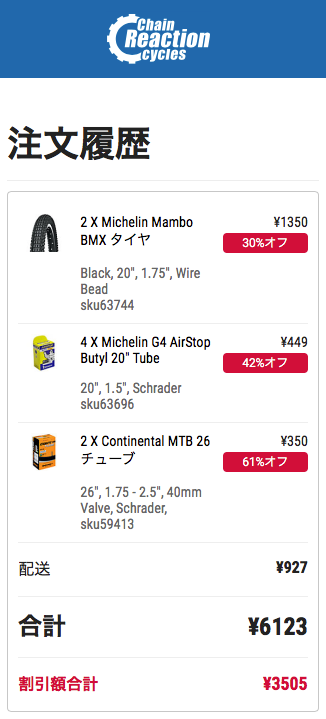 Chain
Reaction
cycles
注文履歴
2 X Michelin Mambo
BMX タイヤ
¥1350
30%オフ
Black, 20", 1.75", Wire
Bead
sku63744
4 X Michelin G4 AirStop
Butyl 20" Tube
¥449
42%オフ
20", 1.5", Schrader
sku63696
2 X Continental MTB 26
チューブ
¥350
61%オフ
26", 1.75 - 2.5", 40mm
Valve, Schrader,
sku59413
配送
¥927
合計
¥6123
割引額合計
¥3505